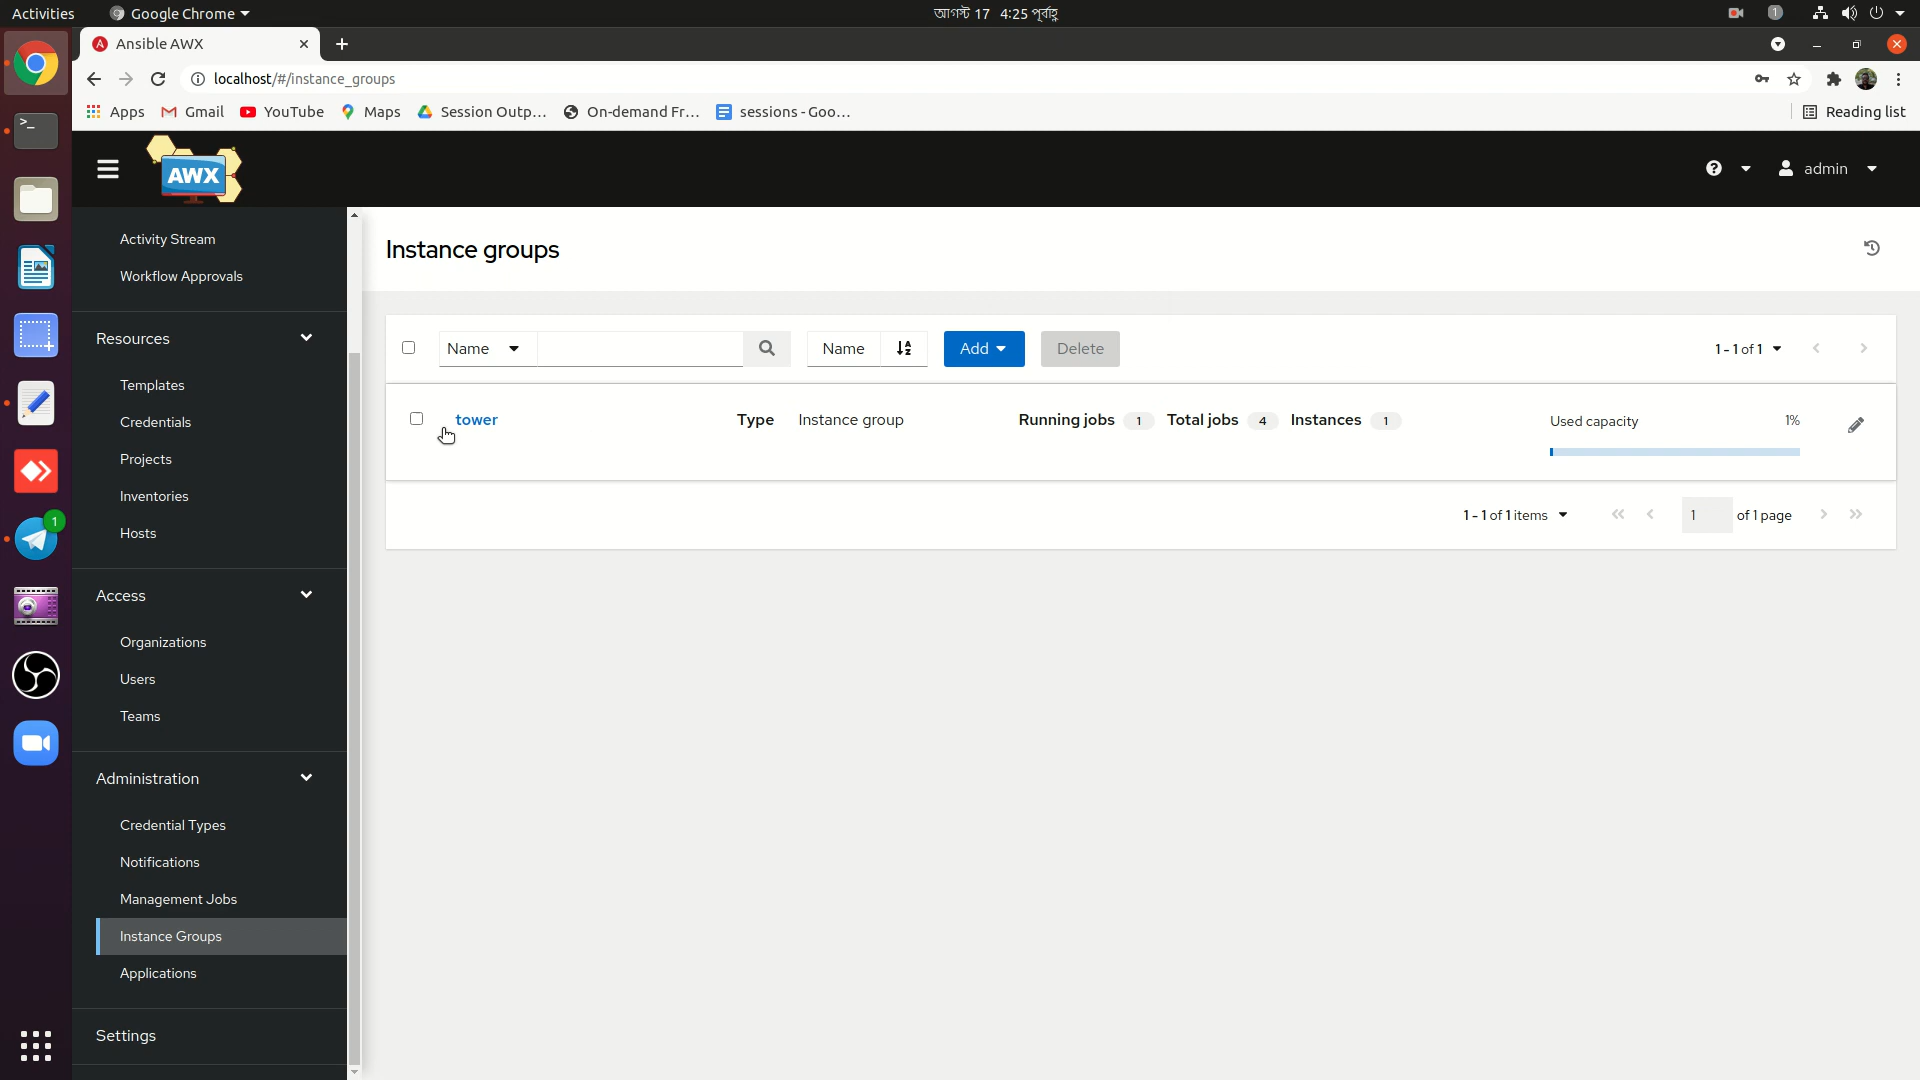 Activities Google Chrome আগস্ট 17 4:25 পূর্বাহ্ণ 1
Ansible AWX
localhost/#/instance_groups
Apps Gmail YouTube Maps Session Outp... On-demand Fr... sessions - Goo... Reading list
AWX admin
Activity Stream
Workflow Approvals
Resources
Templates
Credentials
Projects
Inventories
Hosts
Access
Organizations
Users
Teams
Administration
Credential Types
Notifications
Management Jobs
Instance Groups
Applications
Settings
Instance groups
Name Name Add Delete 1 - 1 of 1
tower Type Instance group Running jobs 1 Total jobs 4 Instances 1 Used capacity 1%
1 - 1 of 1 items 1 of 1 page
1